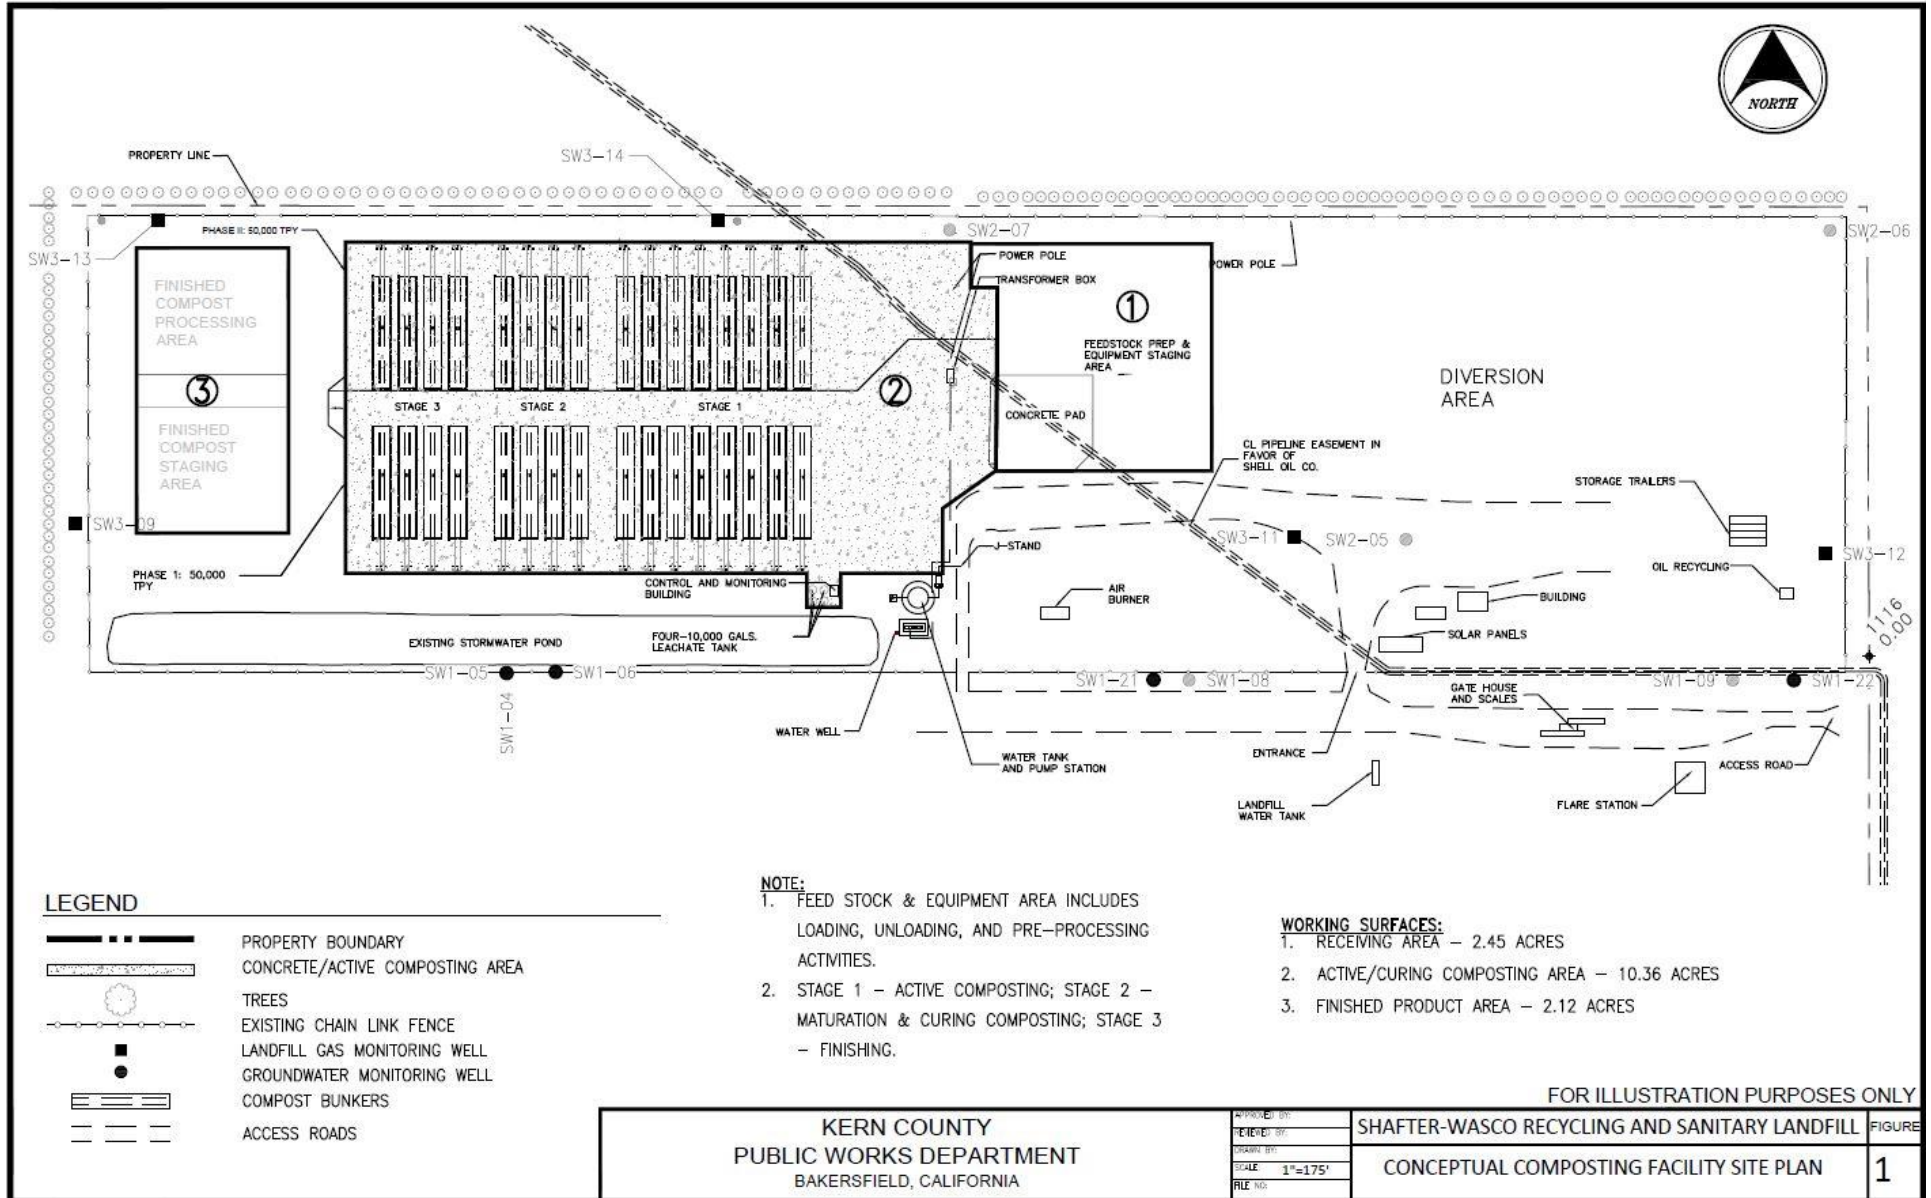 NORTH
PROPERTY LINE
SW3-14
PHASE II: 50,000 TPY
SW2-07
SW2-06
SW3-13
POWER POLE
POWER POLE
TRANSFORMER BOX
FINISHED
COMPOST
PROCESSING
AREA
1
FEEDSTOCK PREP &
EQUIPMENT STAGING
AREA
DIVERSION
AREA
3
2
STAGE 3
STAGE 2
STAGE 1
CONCRETE PAD
FINISHED
COMPOST
STAGING
AREA
CL PIPELINE EASEMENT IN
FAVOR OF
SHELL OIL CO.
STORAGE TRAILERS
SW3-09
SW3-11
SW2-05
SW3-12
J-STAND
OIL RECYCLING
PHASE 1: 50,000
TPY
CONTROL AND MONITORING
BUILDING
AIR
BURNER
BUILDING
1116
0.00
EXISTING STORMWATER POND
FOUR-10,000 GALS.
LEACHATE TANK
SOLAR PANELS
SW1-05
SW1-06
SW1-04
SW1-21
SW1-08
SW1-09
SW1-22
GATE HOUSE
AND SCALES
WATER WELL
WATER TANK
AND PUMP STATION
ENTRANCE
ACCESS ROAD
LANDFILL
WATER TANK
FLARE STATION
LEGEND
PROPERTY BOUNDARY
CONCRETE/ACTIVE COMPOSTING AREA
TREES
EXISTING CHAIN LINK FENCE
LANDFILL GAS MONITORING WELL
GROUNDWATER MONITORING WELL
COMPOST BUNKERS
ACCESS ROADS
NOTE:
1. FEED STOCK & EQUIPMENT AREA INCLUDES
LOADING, UNLOADING, AND PRE-PROCESSING
ACTIVITIES.
2. STAGE 1 - ACTIVE COMPOSTING; STAGE 2 -
MATURATION & CURING COMPOSTING; STAGE 3
- FINISHING.
WORKING SURFACES:
1. RECEIVING AREA - 2.45 ACRES
2. ACTIVE/CURING COMPOSTING AREA - 10.36 ACRES
3. FINISHED PRODUCT AREA - 2.12 ACRES
FOR ILLUSTRATION PURPOSES ONLY
KERN COUNTY
PUBLIC WORKS DEPARTMENT
BAKERSFIELD, CALIFORNIA
APPROVED BY:
REVIEWED BY:
DRAWN BY:
SCALE 1"=175'
FILE NO:
SHAFTER-WASCO RECYCLING AND SANITARY LANDFILL
CONCEPTUAL COMPOSTING FACILITY SITE PLAN
FIGURE
1